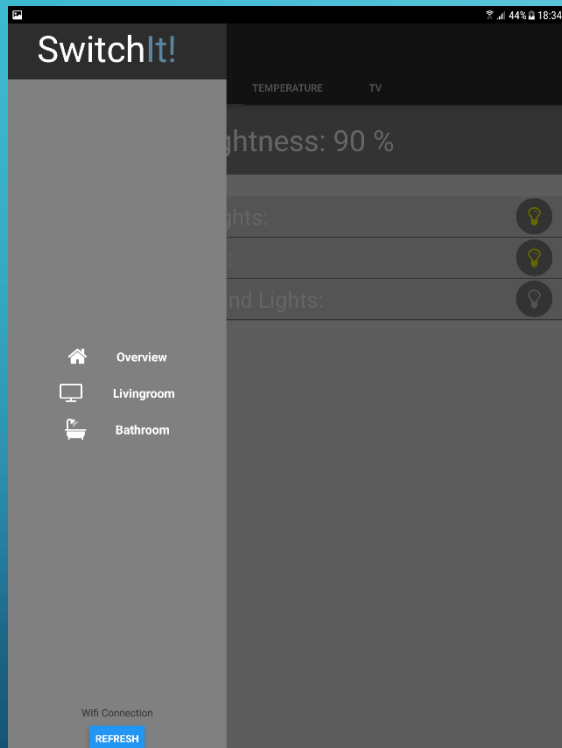 44% 18:34
SwitchIt!
TEMPERATURE TV
ghtness: 90 %
ghts:
:
nd Lights:
Overview
Livingroom
Bathroom
Wifi Connection
REFRESH